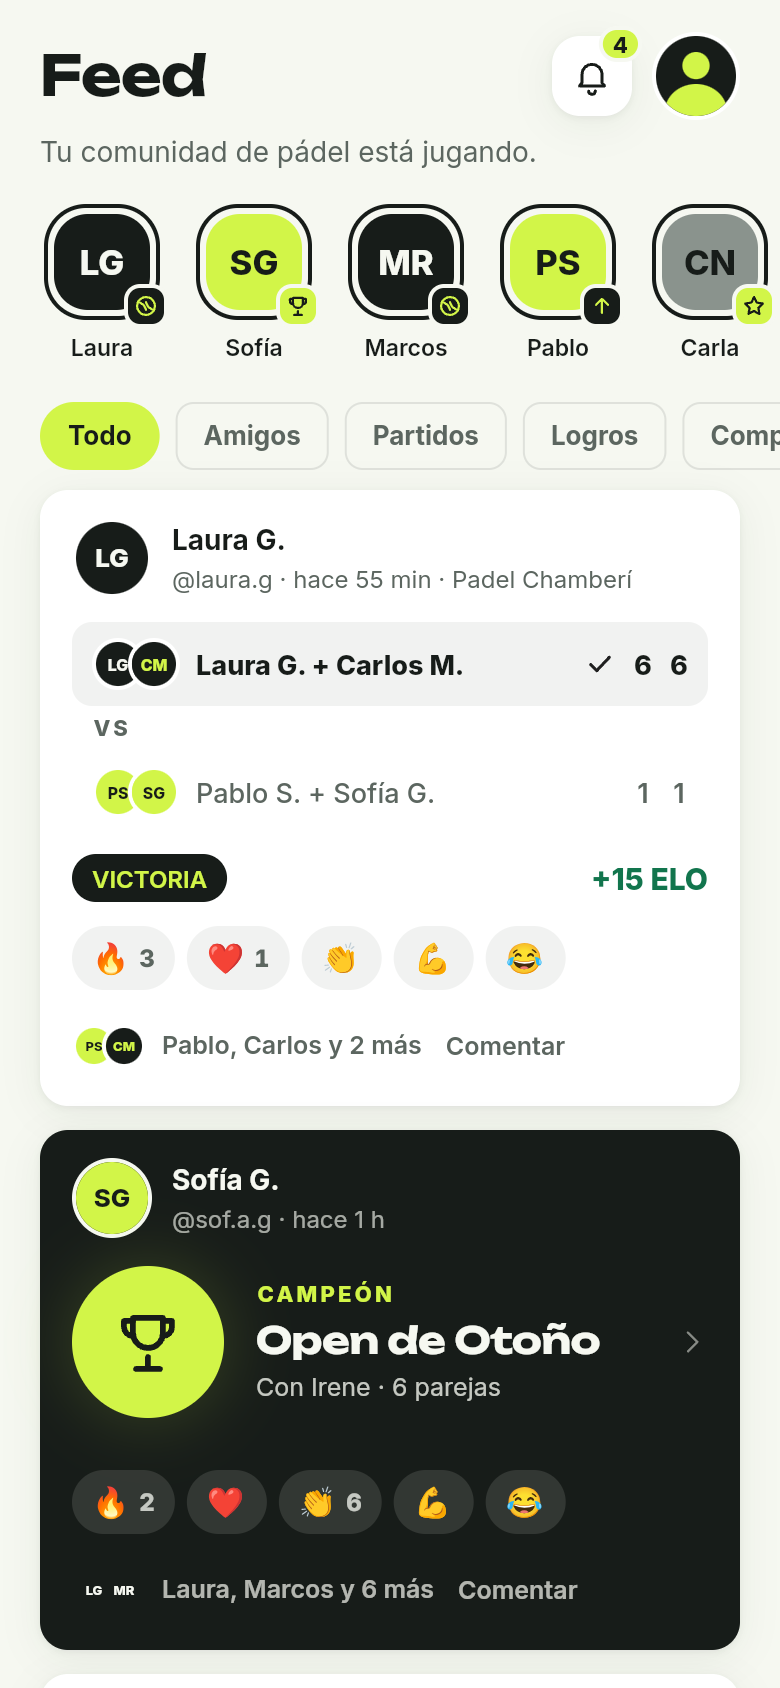 Feed
4
Tu comunidad de pádel está jugando.
LG SG MR PS CN
Laura Sofía Marcos Pablo Carla
Todo Amigos Partidos Logros Comp
LG
Laura G.
@laura.g · hace 55 min · Padel Chamberí
LG CM Laura G. + Carlos M. 6 6
VS
PS SG Pablo S. + Sofía G. 1 1
VICTORIA +15 ELO
🔥 3 ❤️ 1 👏 💪 😂
PS CM Pablo, Carlos y 2 más Comentar
SG
Sofía G.
@sof.a.g · hace 1 h
CAMPEÓN
Open de Otoño
Con Irene · 6 parejas
🔥 2 ❤️ 👏 6 💪 😂
LG MR Laura, Marcos y 6 más Comentar